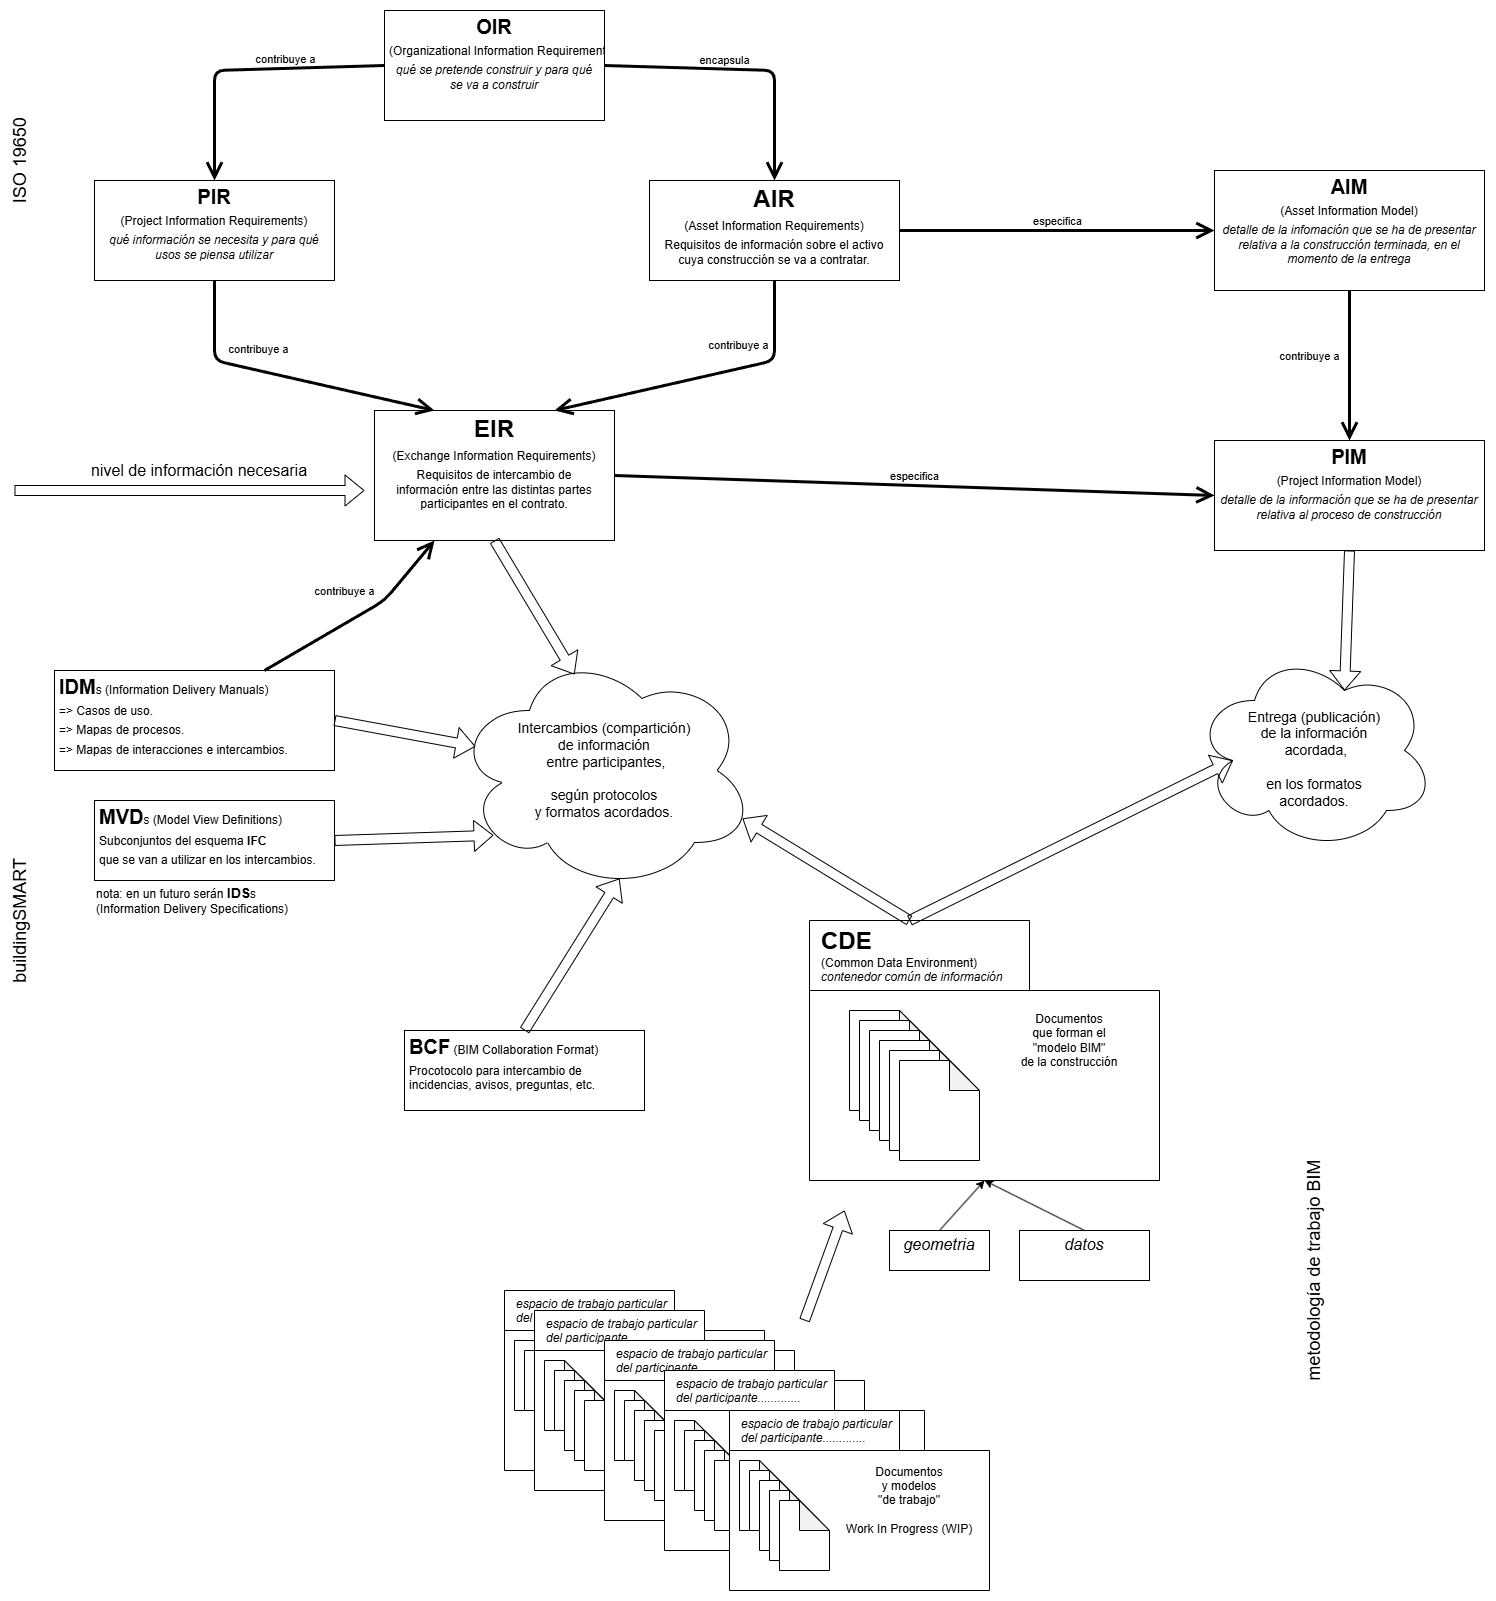 OIR
(Organizational Information Requirement
qué se pretende construir y para qué
se va a construir
contribuye a
encapsula
ISO 19650
PIR
(Project Information Requirements)
qué información se necesita y para qué
usos se piensa utilizar
AIR
(Asset Information Requirements)
Requisitos de información sobre el activo
cuya construcción se va a contratar.
especifica
AIM
(Asset Information Model)
detalle de la infomación que se ha de presentar
relativa a la construcción terminada, en el
momento de la entrega
contribuye a
contribuye a
contribuye a
EIR
(Exchange Information Requirements)
Requisitos de intercambio de
información entre las distintas partes
participantes en el contrato.
nivel de información necesaria
especifica
PIM
(Project Information Model)
detalle de la información que se ha de presentar
relativa al proceso de construcción
contribuye a
IDMs (Information Delivery Manuals)
=> Casos de uso.
=> Mapas de procesos.
=> Mapas de interacciones e intercambios.
MVDs (Model View Definitions)
Subconjuntos del esquema IFC
que se van a utilizar en los intercambios.
nota: en un futuro serán IDSs
(Information Delivery Specifications)
buildingSMART
Intercambios (compartición)
de información
entre participantes,
según protocolos
y formatos acordados.
Entrega (publicación)
de la información
acordada,
en los formatos
acordados.
BCF (BIM Collaboration Format)
Procotocolo para intercambio de
incidencias, avisos, preguntas, etc.
CDE
(Common Data Environment)
contenedor común de información
Documentos
que forman el
"modelo BIM"
de la construcción
geometria
datos
metodología de trabajo BIM
espacio de trabajo particular
del
espacio de trabajo particular
del participante
espacio de trabajo particular
del participante
espacio de trabajo particular
del participante.............
espacio de trabajo particular
del participante.............
Documentos
y modelos
"de trabajo"
Work In Progress (WIP)